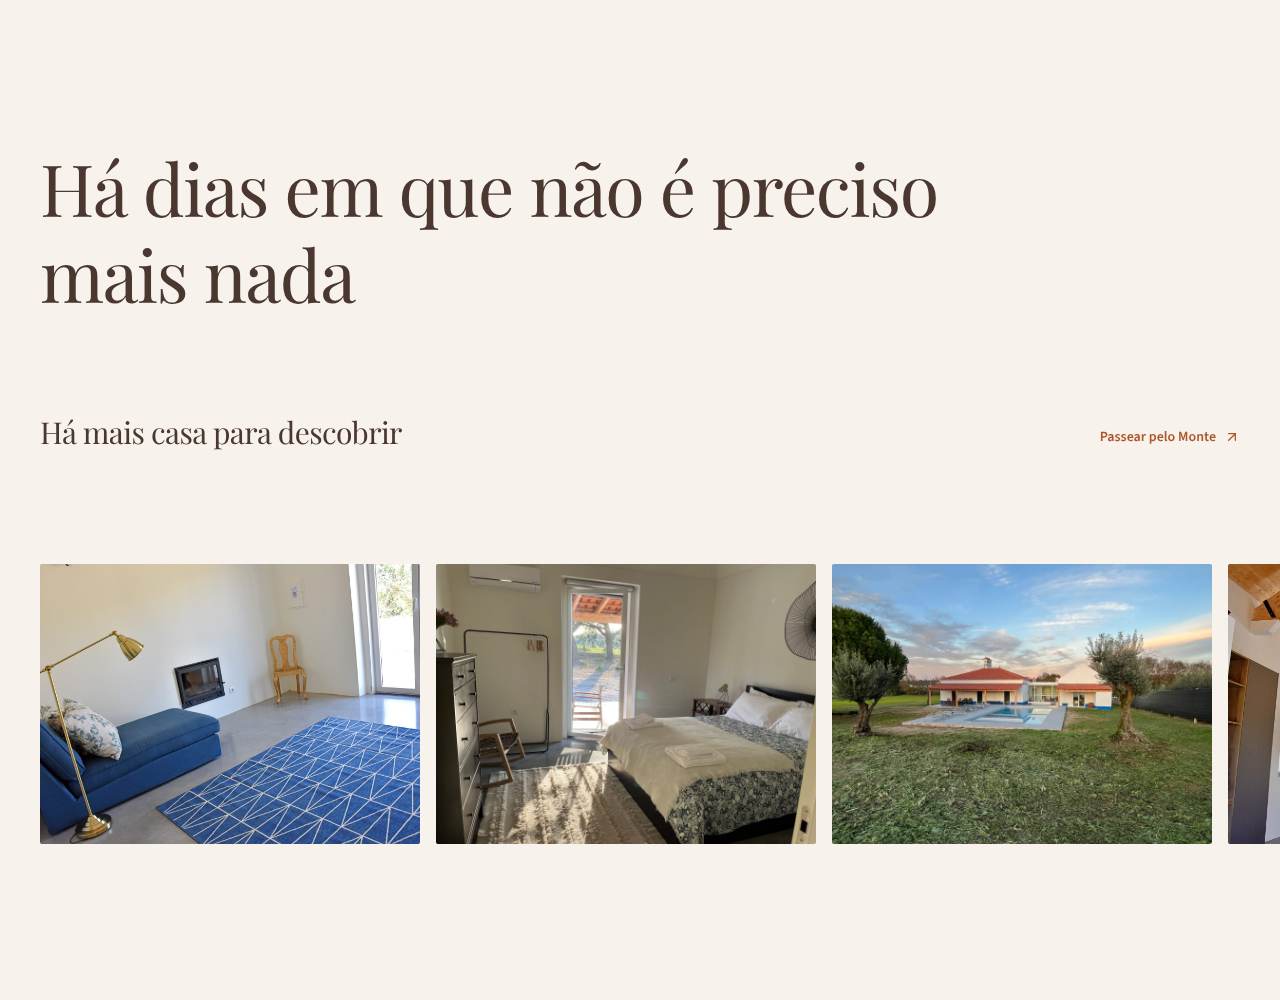 Há dias em que não é preciso
mais nada
Há mais casa para descobrir
Passear pelo Monte